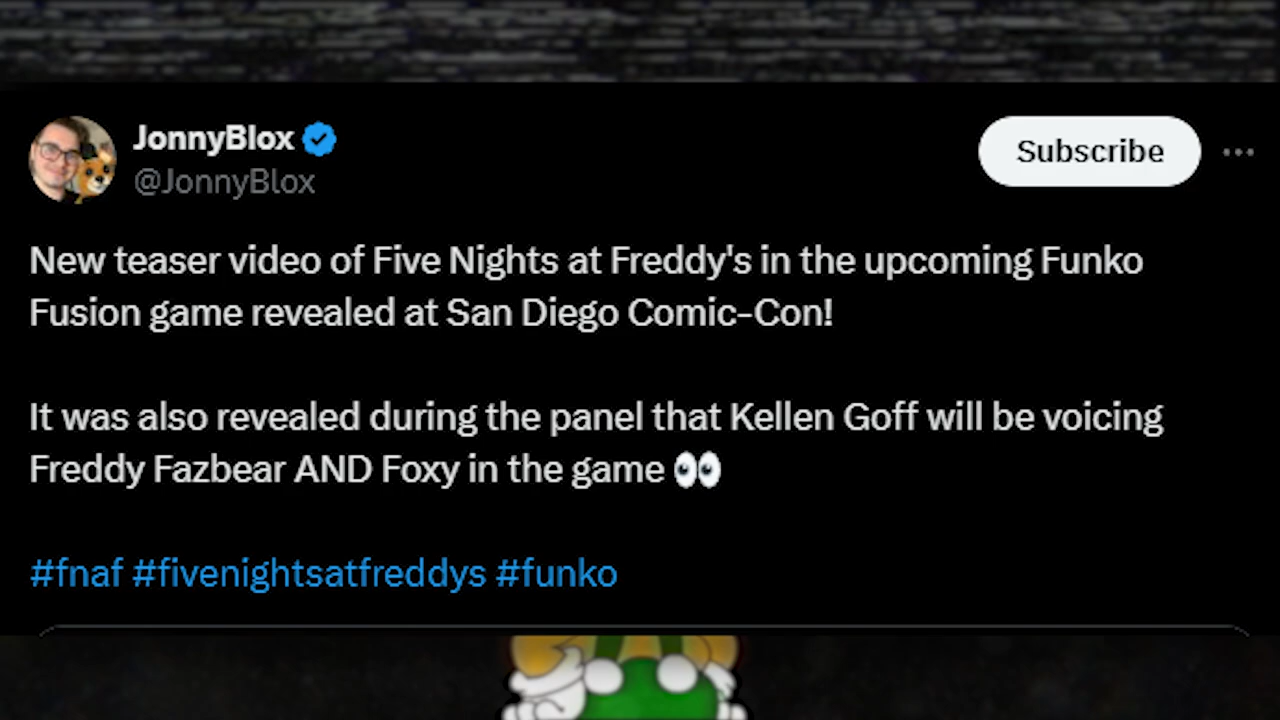 JonnyBlox
@JonnyBlox
Subscribe
New teaser video of Five Nights at Freddy's in the upcoming Funko
Fusion game revealed at San Diego Comic-Con!
It was also revealed during the panel that Kellen Goff will be voicing
Freddy Fazbear AND Foxy in the game 👀
#fnaf #fivenightsatfreddys #funko